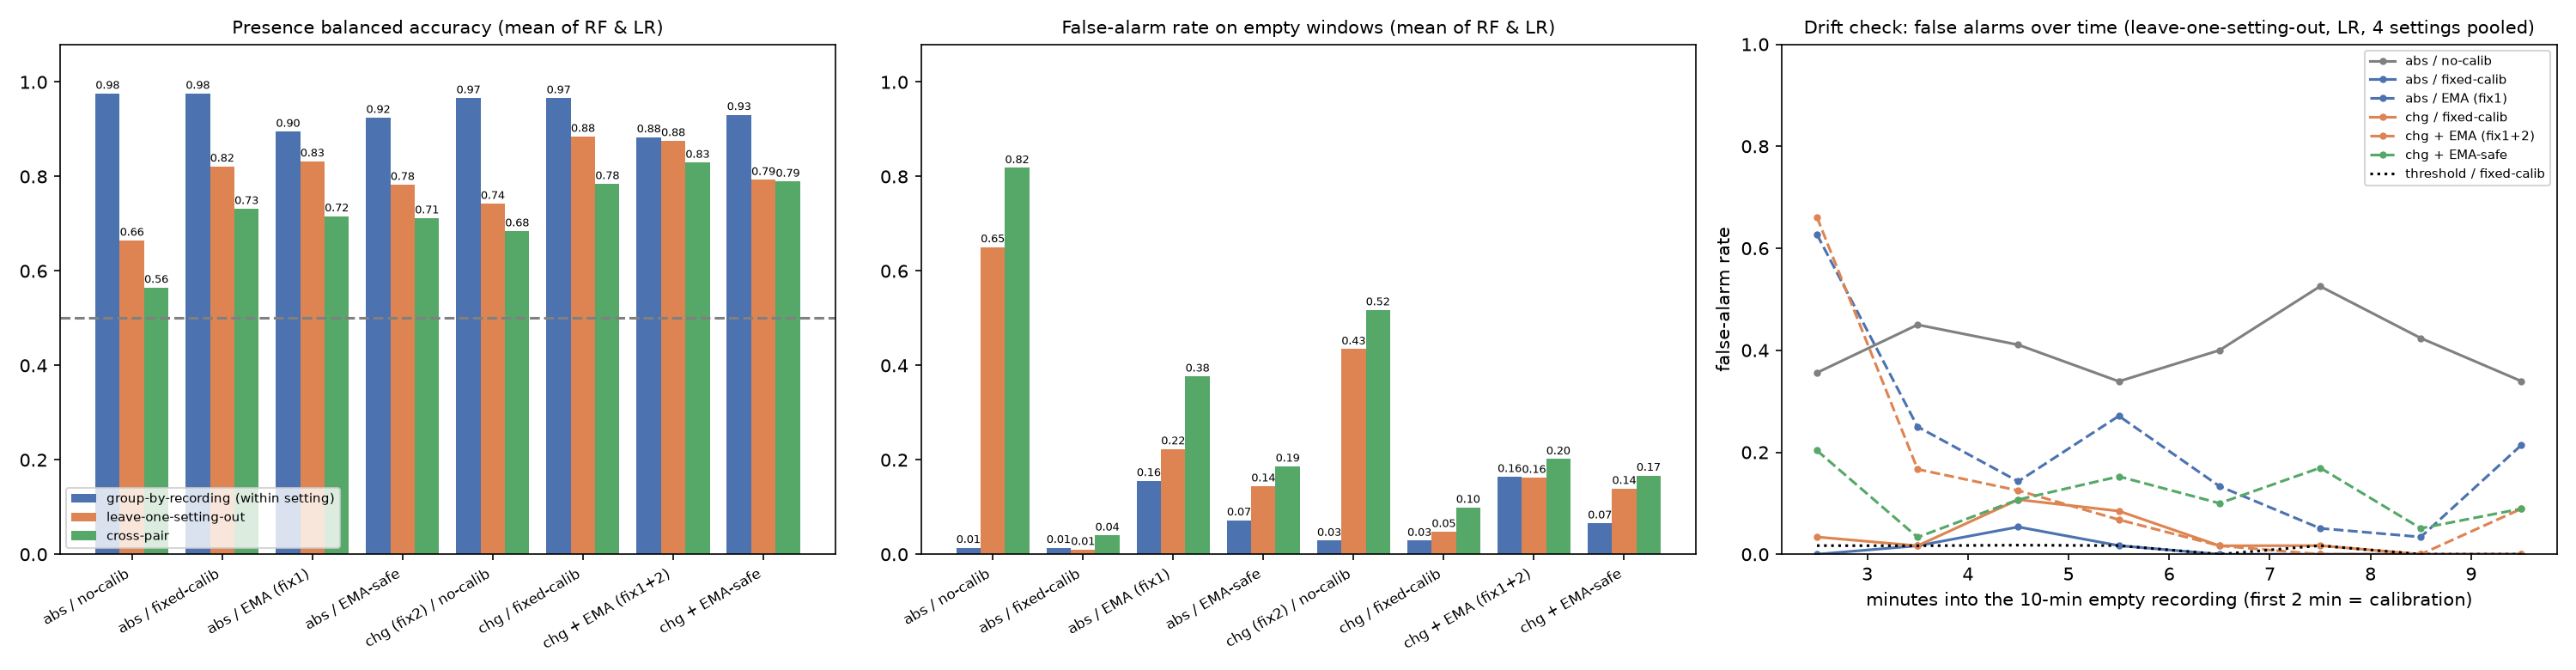 Presence balanced accuracy (mean of RF & LR)
1.0
0.8
0.6
0.4
0.2
0.0
0.98
0.66
0.56
0.98
0.82
0.73
0.90
0.83
0.72
0.92
0.78
0.71
0.97
0.74
0.68
0.97
0.88
0.78
0.88
0.88
0.83
0.93
0.79
0.79
group-by-recording (within setting)
leave-one-setting-out
cross-pair
abs / no-calib
abs / fixed-calib
abs / EMA (fix1)
abs / EMA-safe
chg (fix2) / no-calib
chg / fixed-calib
chg + EMA (fix1+2)
chg + EMA-safe
False-alarm rate on empty windows (mean of RF & LR)
1.0
0.8
0.6
0.4
0.2
0.0
0.01
0.65
0.82
0.01
0.01
0.04
0.16
0.22
0.38
0.07
0.14
0.19
0.03
0.43
0.52
0.03
0.05
0.10
0.16
0.16
0.20
0.07
0.14
0.17
abs / no-calib
abs / fixed-calib
abs / EMA (fix1)
abs / EMA-safe
chg (fix2) / no-calib
chg / fixed-calib
chg + EMA (fix1+2)
chg + EMA-safe
Drift check: false alarms over time (leave-one-setting-out, LR, 4 settings pooled)
false-alarm rate
1.0
0.8
0.6
0.4
0.2
0.0
abs / no-calib
abs / fixed-calib
abs / EMA (fix1)
chg / fixed-calib
chg + EMA (fix1+2)
chg + EMA-safe
threshold / fixed-calib
3 4 5 6 7 8 9
minutes into the 10-min empty recording (first 2 min = calibration)